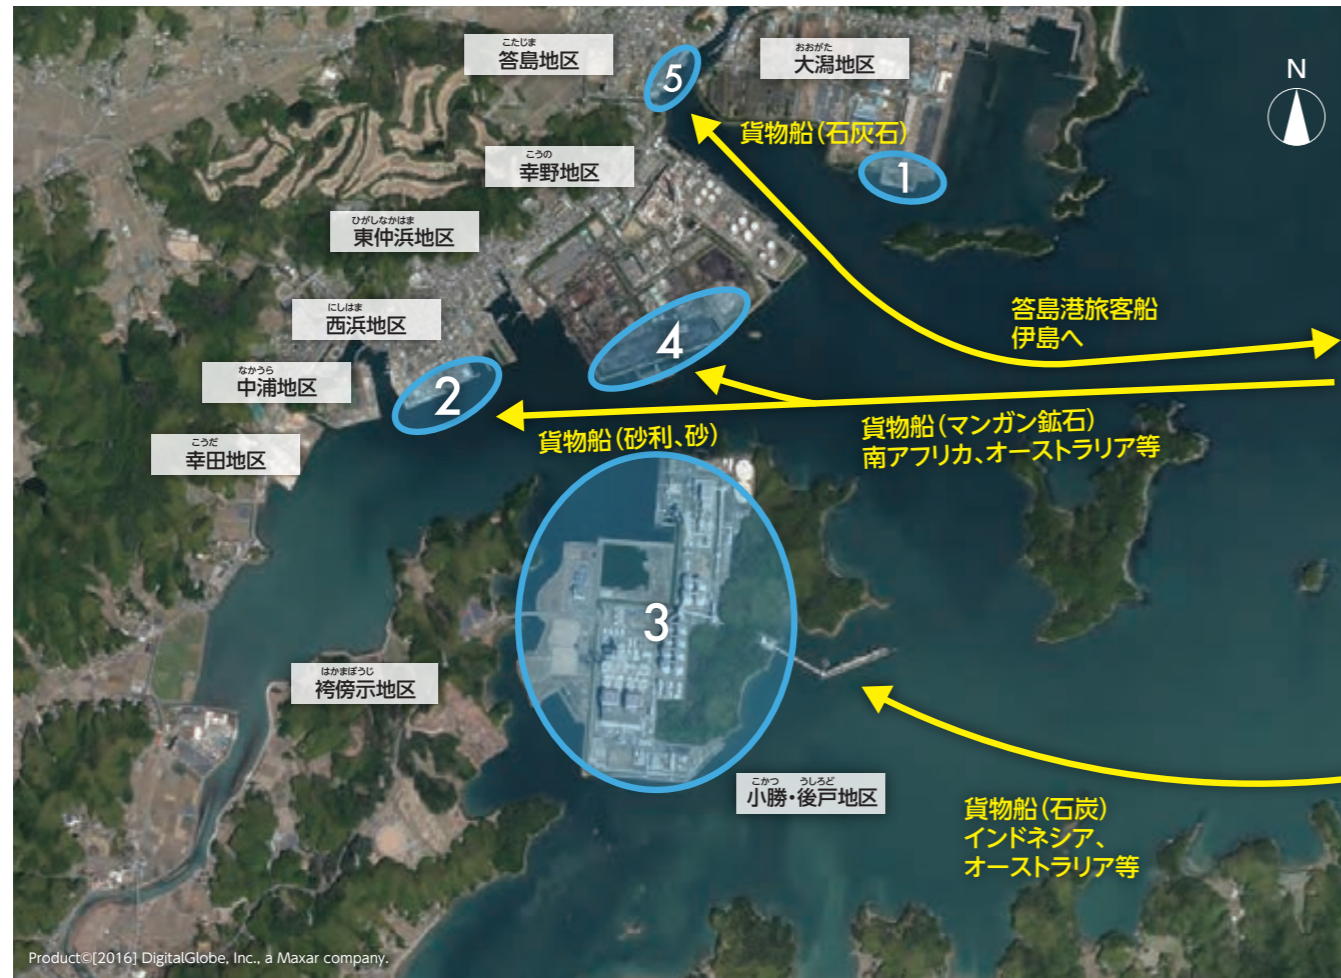 こたじま
答島地区
5
おおがた
大潟地区
N
貨物船(石灰石)
1
こうの
幸野地区
ひがしなかはま
東仲浜地区
にしはま
西浜地区
4
答島港旅客船
伊島へ
なかうら
中浦地区
2
貨物船(砂利、砂)
貨物船(マンガン鉱石)
南アフリカ、オーストラリア等
こうだ
幸田地区
3
はかまぼうじ
袴傍示地区
こかつ うしろど
小勝・後戸地区
貨物船(石炭)
インドネシア、
オーストラリア等
Product©[2016] DigitalGlobe, Inc., a Maxar company.